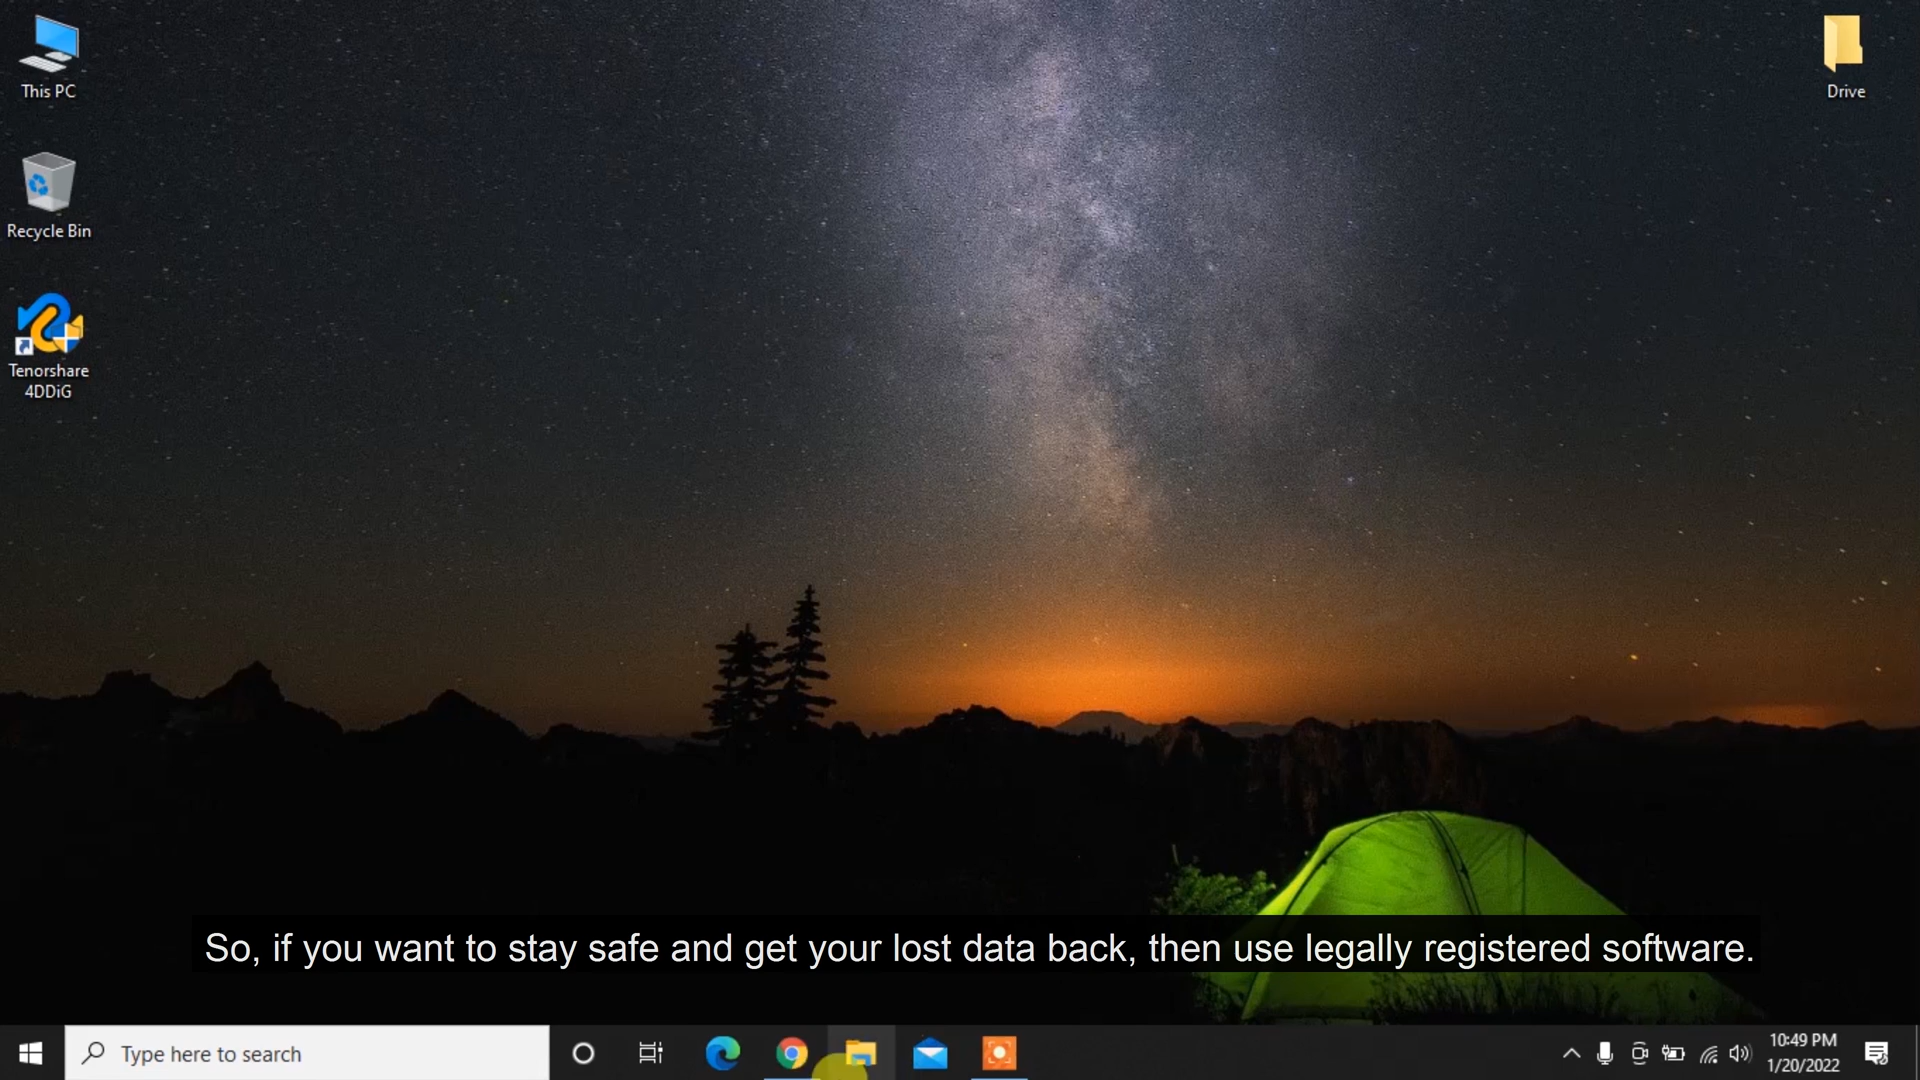 This PC
Drive
Recycle Bin
Tenorshare
4DDiG
So, if you want to stay safe and get your lost data back, then use legally registered software.
Type here to search
10:49 PM
1/20/2022